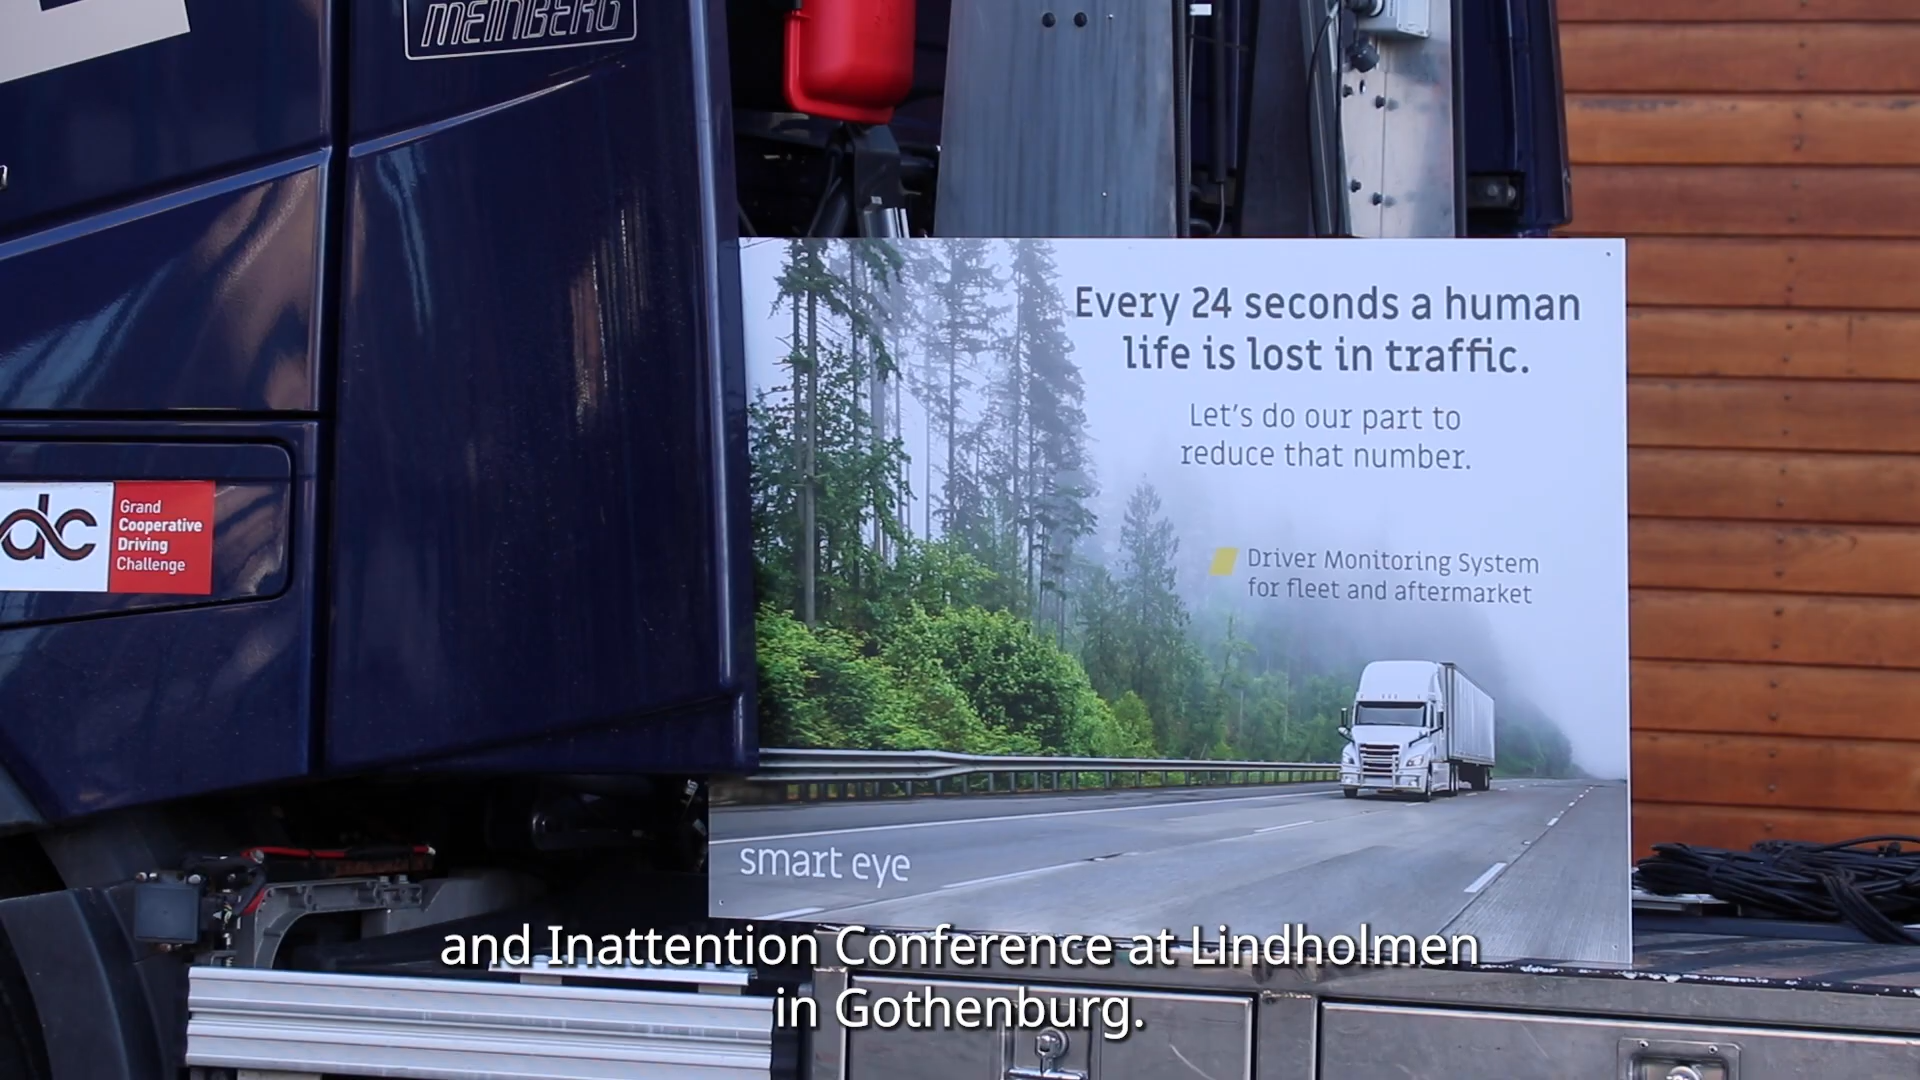 MEINBERG
Every 24 seconds a human
life is lost in traffic.
Let's do our part to
reduce that number.
Driver Monitoring System
for fleet and aftermarket
Grand
Cooperative
Driving
Challenge
smart eye
and Inattention Conference at Lindholmen
in Gothenburg.